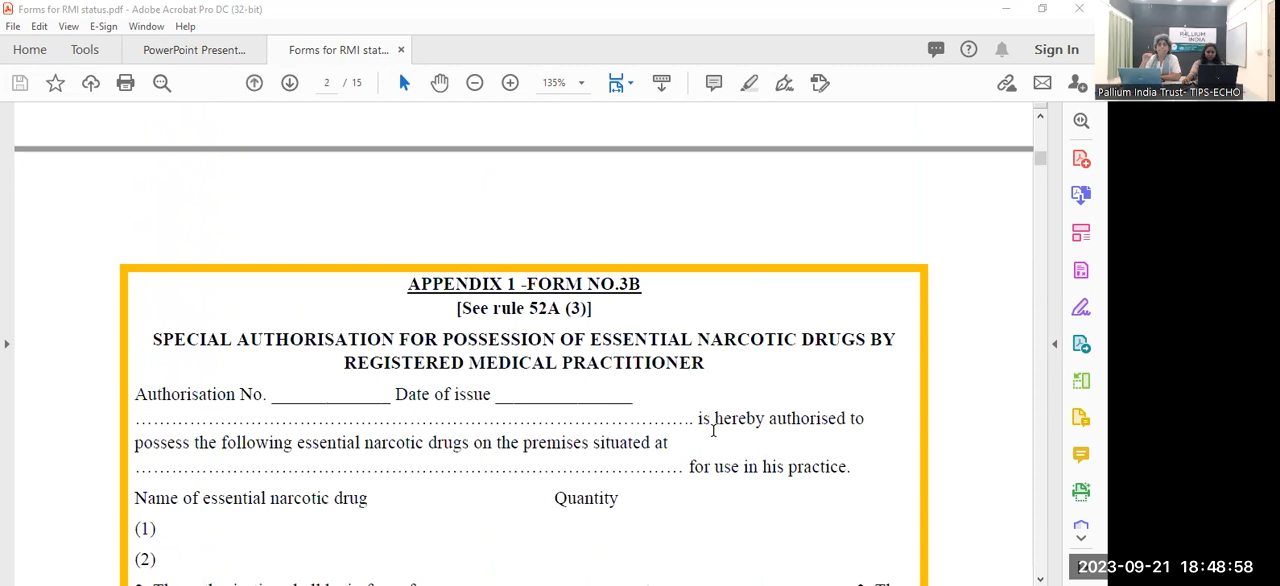 Forms for RMI status.pdf - Adobe Acrobat Pro DC (32-bit)
File Edit View E-Sign Window Help
Home Tools PowerPoint Present... Forms for RMI stat... × Sign In
2 / 15 135%
PALLIUM
INDIA
Pallium India Trust- TIPS-ECHO
APPENDIX 1 -FORM NO.3B
[See rule 52A (3)]
SPECIAL AUTHORISATION FOR POSSESSION OF ESSENTIAL NARCOTIC DRUGS BY
REGISTERED MEDICAL PRACTITIONER
Authorisation No. _____________ Date of issue _______________
…………………………………………………………………………………. is hereby authorised to
possess the following essential narcotic drugs on the premises situated at
………………………………………………………………………………… for use in his practice.
Name of essential narcotic drug Quantity
(1)
(2)
2023-09-21 18:48:58